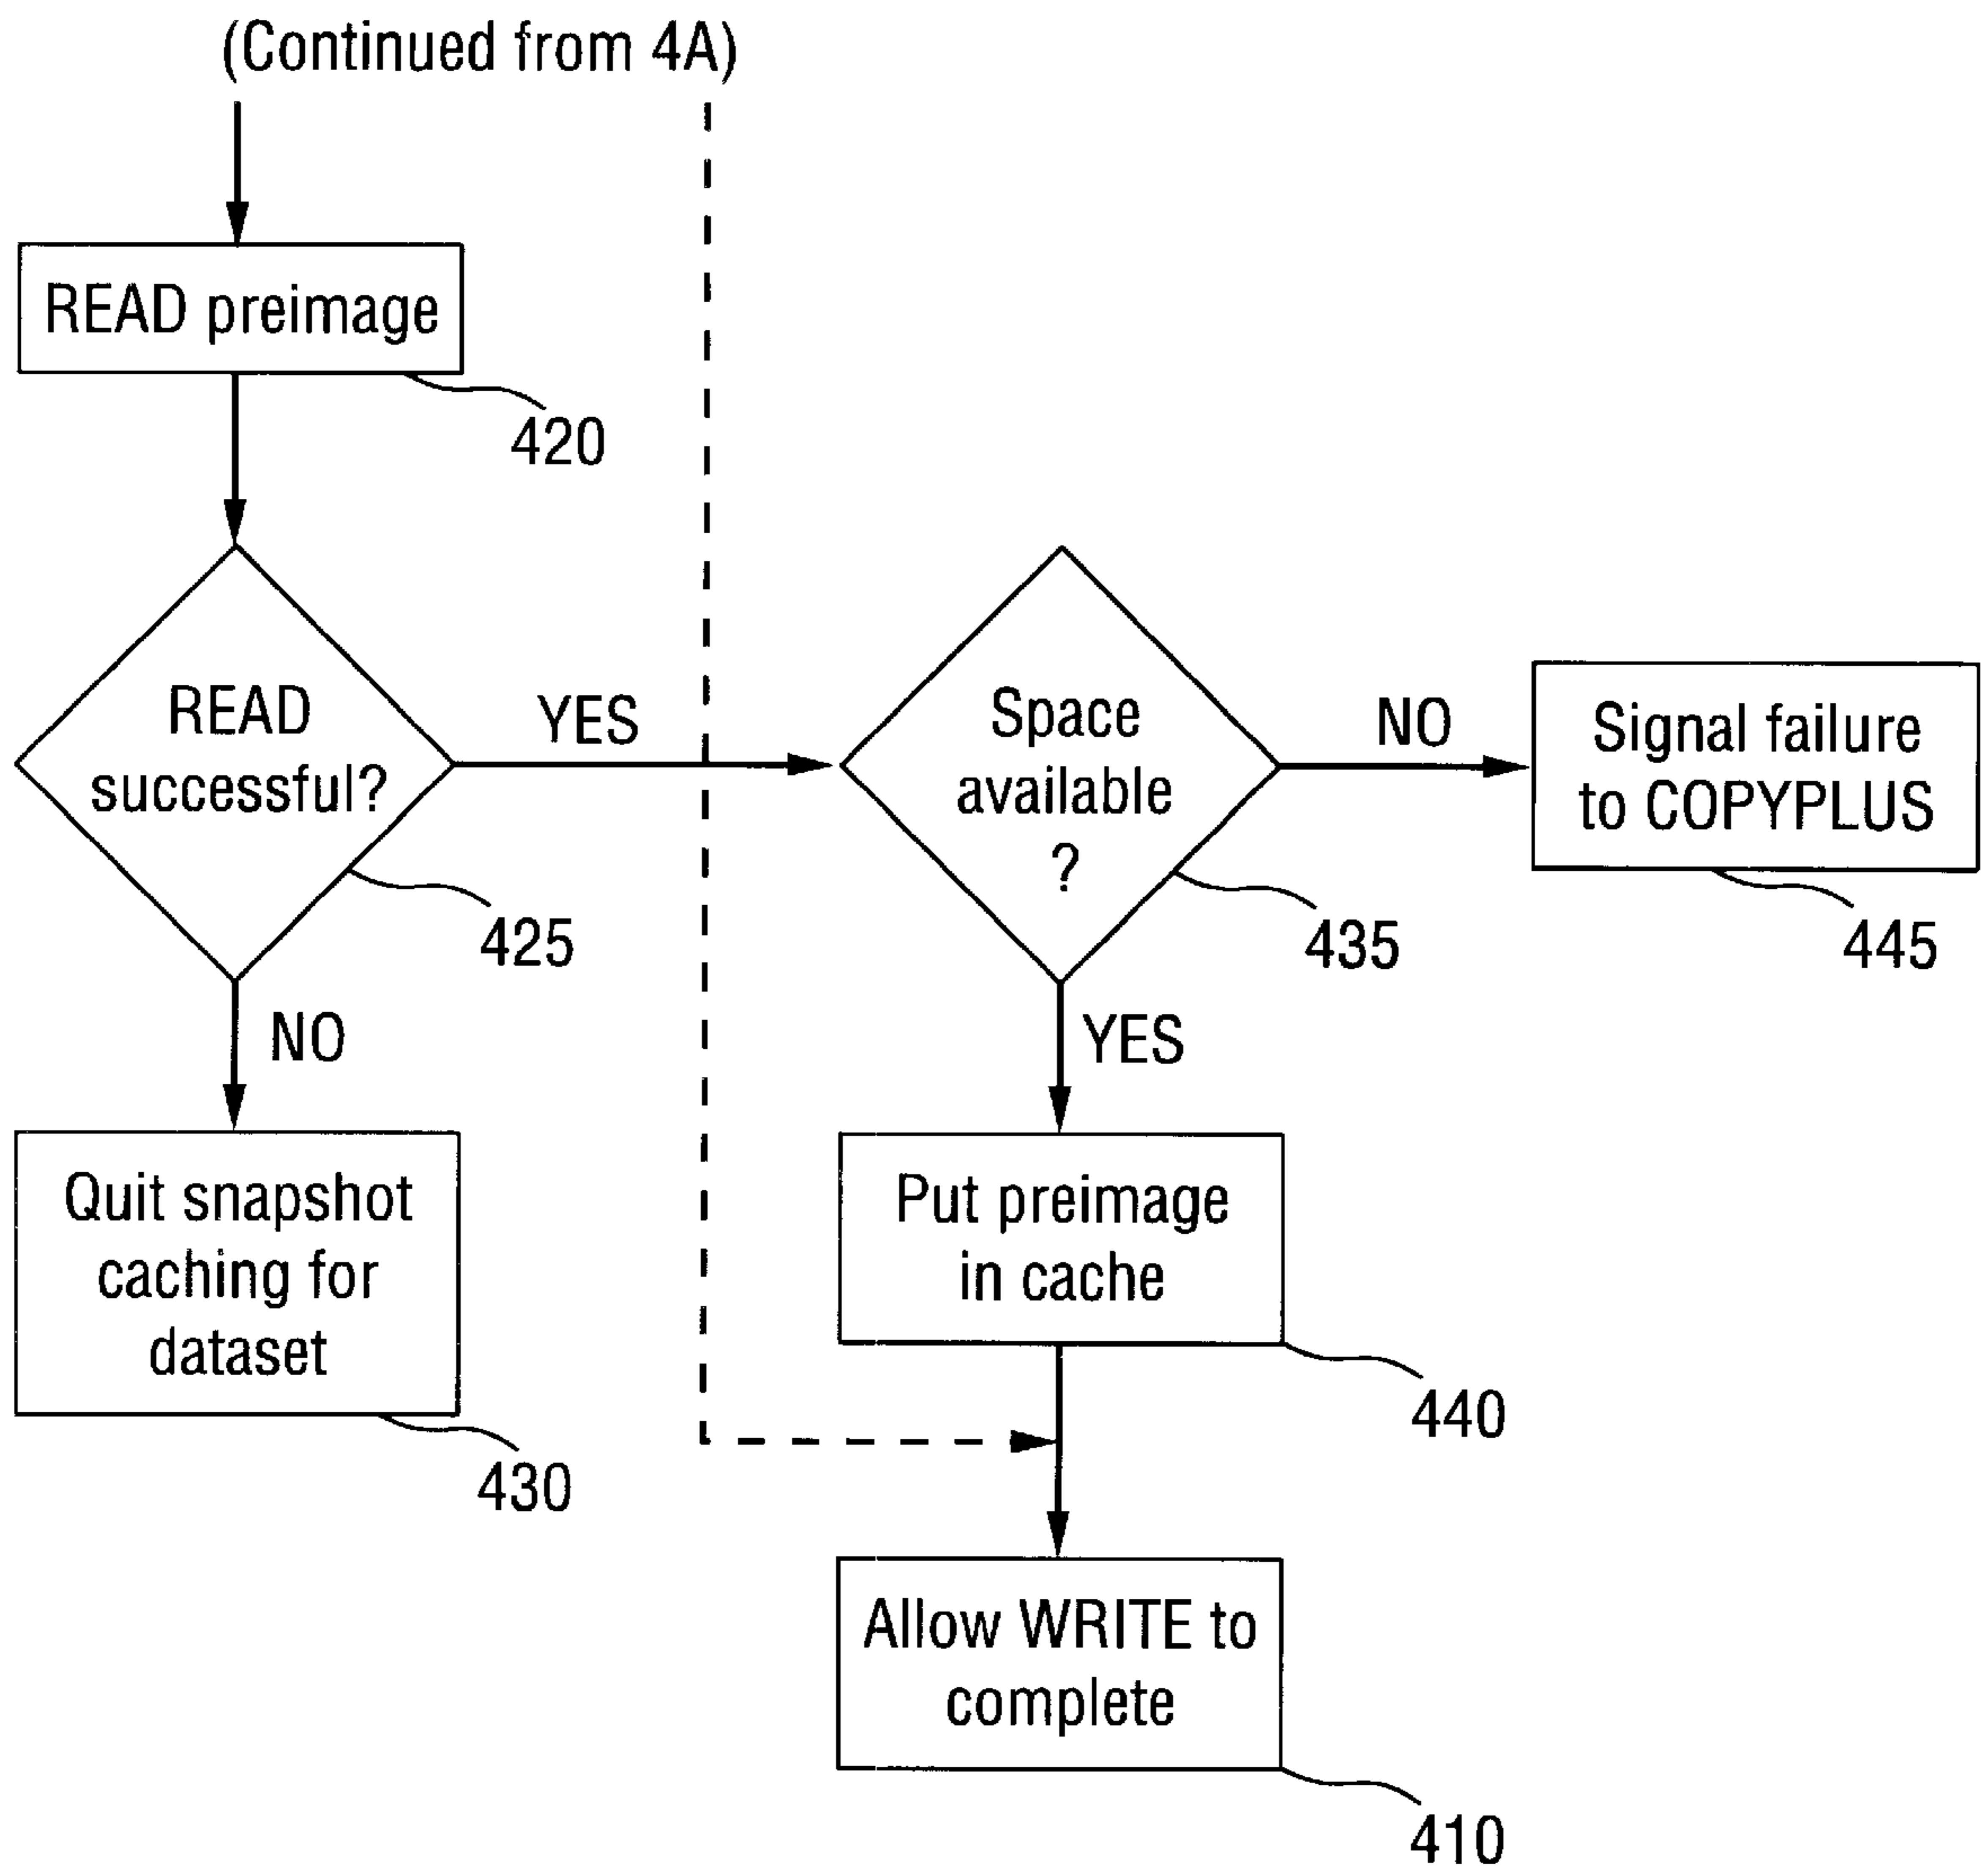 (Continued from 4A)
READ preimage
420
READ
successful?
YES
425
NO
Quit snapshot
caching for
dataset
430
Space
available
?
NO
435
YES
Signal failure
to COPYPLUS
445
Put preimage
in cache
440
Allow WRITE to
complete
410